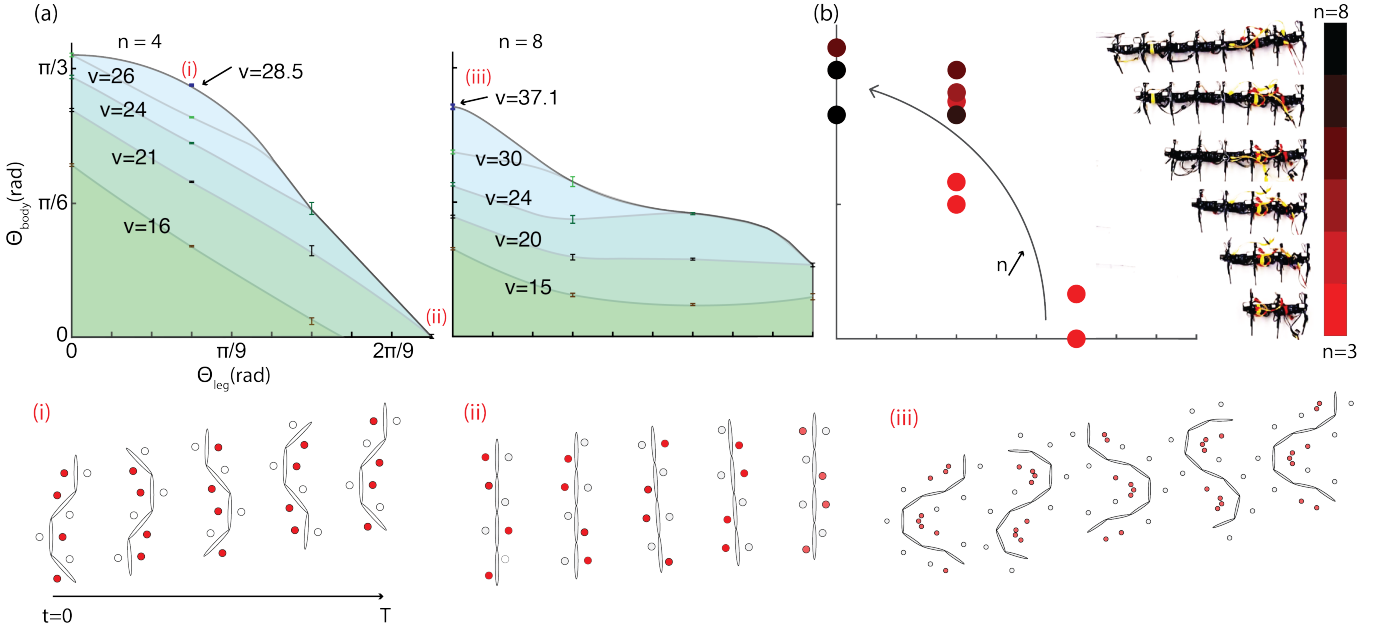 (a)
n = 4
n = 8
(b)
n=8
π/3
(i)
v=28.5
(iii)
v=37.1
v=26
v=24
v=21
v=16
v=30
v=24
v=20
v=15
π/6
Θbody(rad)
n
0
(ii)
0
π/9
2π/9
Θleg(rad)
n=3
(i)
(ii)
(iii)
t=0
T